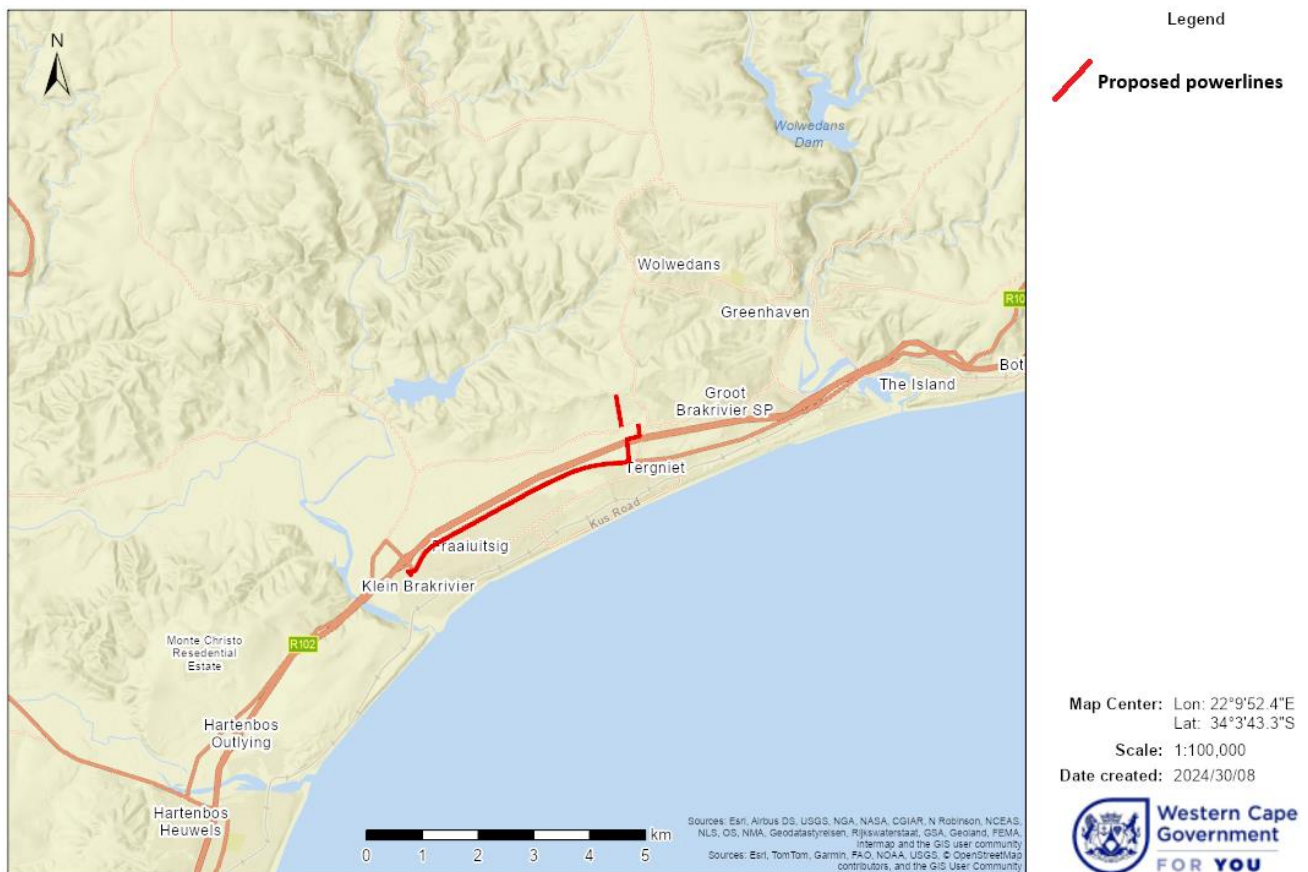 N
Wolwedans
Dam
Wolwedans
Greenhaven
R10
Bot
The Island
Groot
Brakrivier SP
Tergniet
Kus Road
Fraaiuitsig
Klein Brakrivier
Monte Christo
Resedential
Estate
R102
Hartenbos
Outlying
Hartenbos
Heuwels
0 1 2 3 4 5 km
Sources: Esri, Airbus DS, USGS, NGA, NASA, CGIAR, N Robinson, NCEAS,
NLS, OS, NMA, Geodatastyrelsen, Rijkswaterstaat, GSA, Geoland, FEMA,
Intermap and the GIS user community
Sources: Esri, TomTom, Garmin, FAO, NOAA, USGS, © OpenStreetMap
contributors, and the GIS User Community
Legend
Proposed powerlines
Map Center: Lon: 22°9'52.4"E
Lat: 34°3'43.3"S
Scale: 1:100,000
Date created: 2024/30/08
Western Cape
Government
FOR YOU